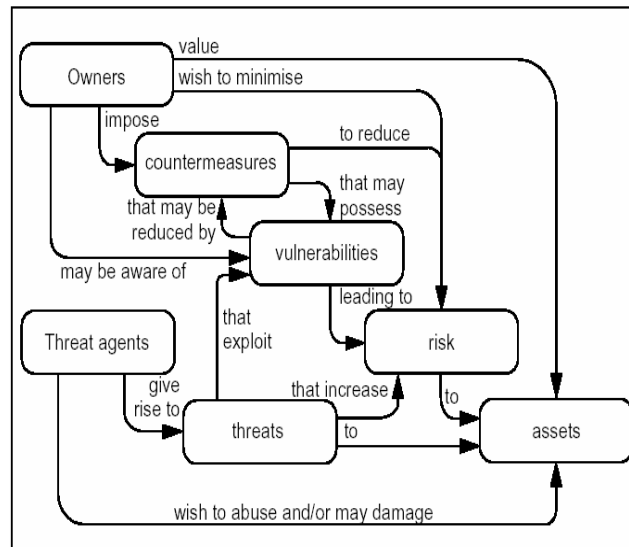 value
Owners
wish to minimise
impose
to reduce
countermeasures
that may be
reduced by
that may
possess
vulnerabilities
may be aware of
leading to
that
exploit
Threat agents
risk
give
rise to
that increase
to
threats
to
assets
wish to abuse and/or may damage